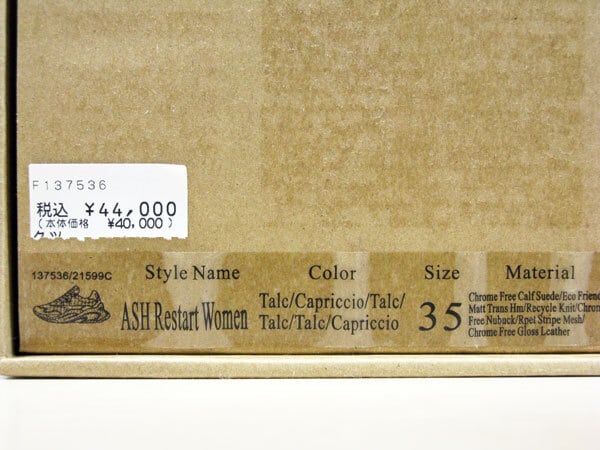 F137536
税込 ¥44,000
(本体価格 ¥40,000)
クツ
137536/21599C
Style Name
ASH Restart Women
Color
Talc/Capriccio/Talc/
Talc/Talc/Capriccio
Size
35
Material
Chrome Free Calf Suede/Eco Friend
Matt Trans Hm/Recycle Knit/Chrom
Free Nubuck/Rpet Stripe Mesh/
Chrome Free Gloss Leather